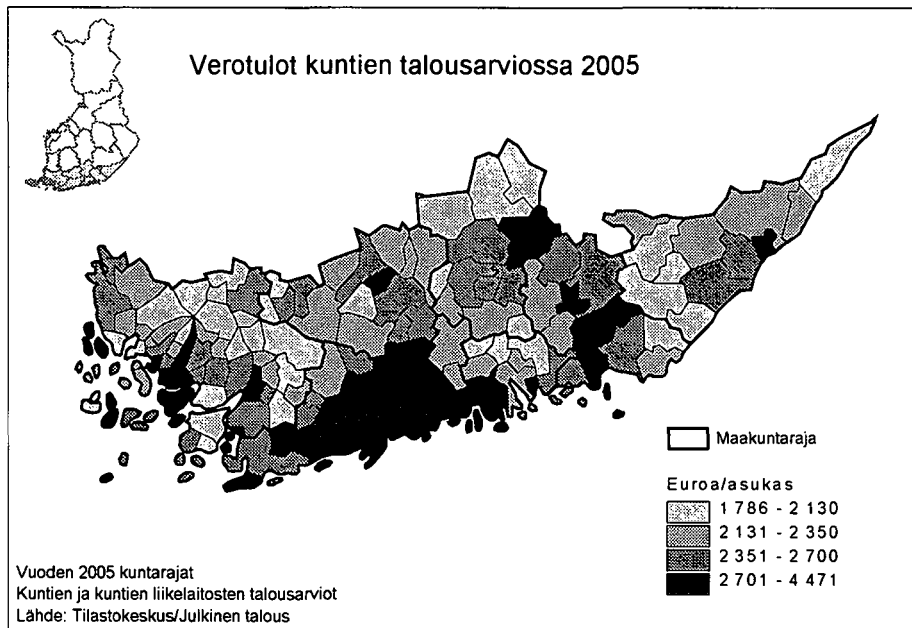 Verotulot kuntien talousarviossa 2005
Maakuntaraja
Euroa/asukas
1 786 - 2 130
2 131 - 2 350
2 351 - 2 700
2 701 - 4 471
Vuoden 2005 kuntarajat
Kuntien ja kuntien liikelaitosten talousarviot
Lähde: Tilastokeskus/Julkinen talous